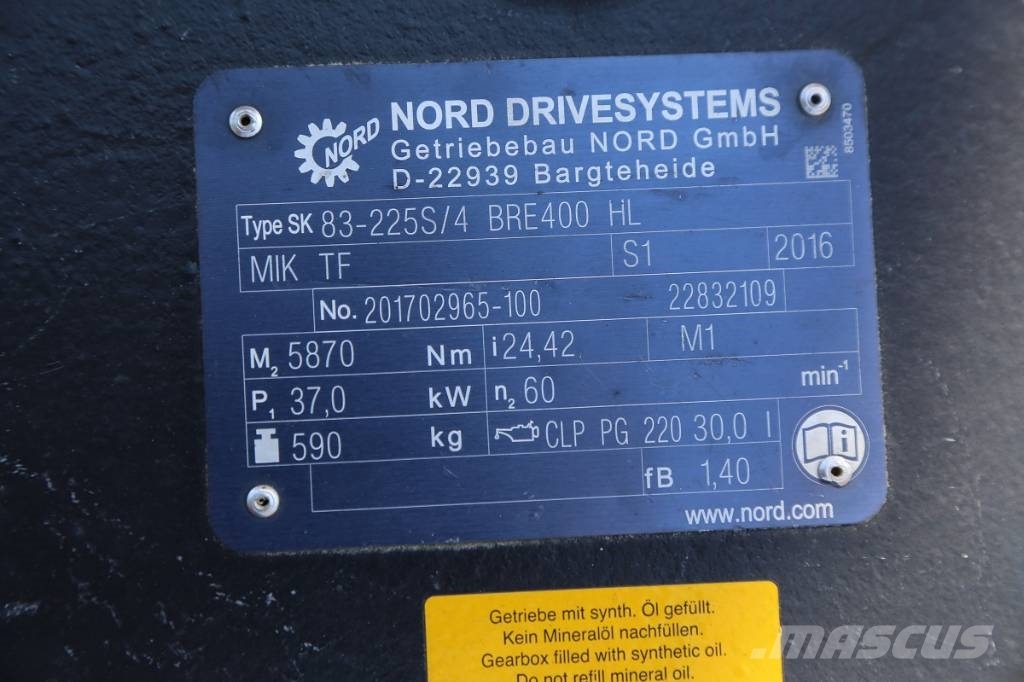 NORD
NORD DRIVESYSTEMS
Getriebebau NORD GmbH
D-22939 Bargteheide
8503470
Type SK 83-225S/4 BRE400 HL
MIK TF S1 2016
No. 201702965-100 22832109
M2 5870 Nm i 24,42 M1
P1 37,0 kW n2 60 min-1
590 kg CLP PG 220 30,0 l
fB 1,40
www.nord.com
Getriebe mit synth. Öl gefüllt.
Kein Mineralöl nachfüllen.
Gearbox filled with synthetic oil.
Do not refill mineral oil.
MASCUS